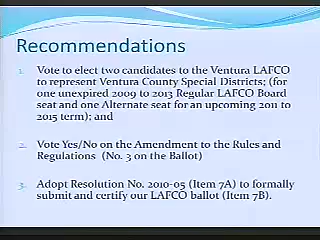 Recommendations
1. Vote to elect two candidates to the Ventura LAFCO
to represent Ventura County Special Districts; (for
one unexpired 2009 to 2013 Regular LAFCO Board
seat and one Alternate seat for an upcoming 2011 to
2015 term); and
2. Vote Yes/No on the Amendment to the Rules and
Regulations (No. 3 on the Ballot)
3. Adopt Resolution No. 2010-05 (Item 7A) to formally
submit and certify our LAFCO ballot (Item 7B).